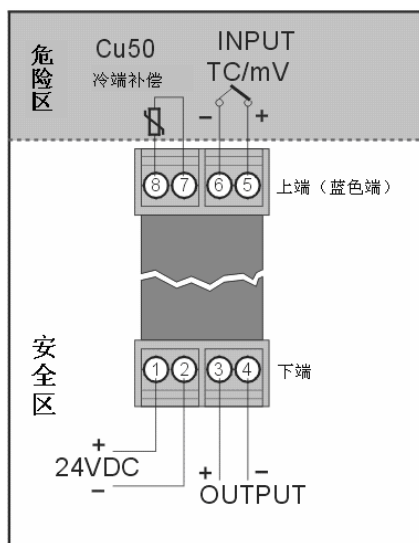 危险区
Cu50
冷端补偿
INPUT
TC/mV
− +
8 7 6 5
上端（蓝色端）
安全区
1 2 3 4
下端
+
24VDC
−
+ −
OUTPUT